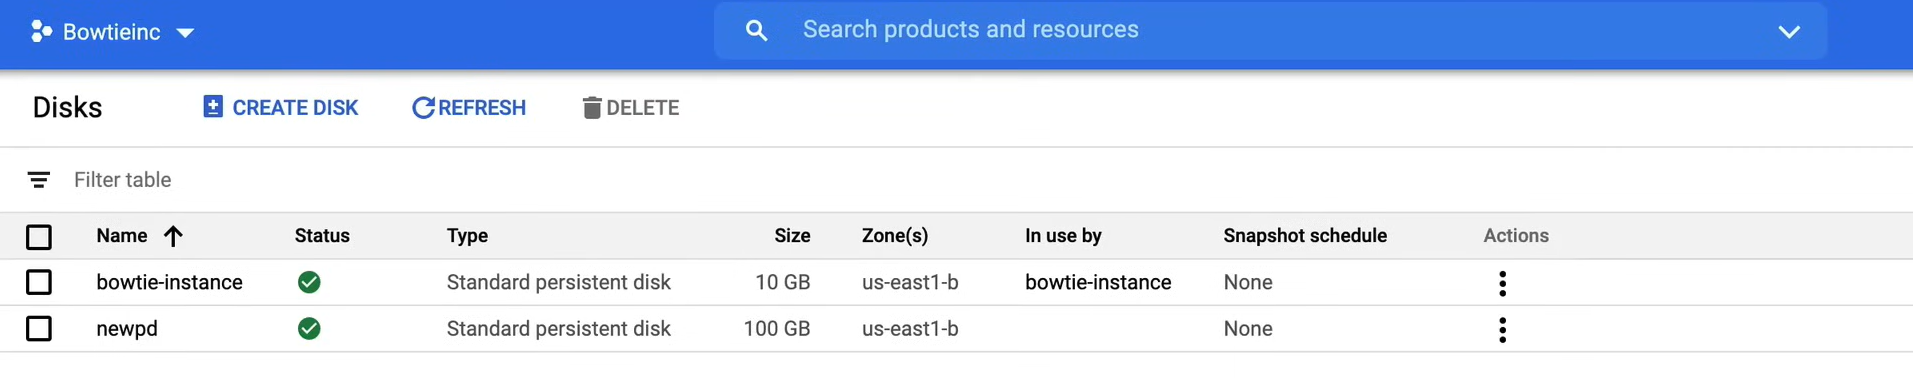 Bowtieinc Search products and resources
Disks CREATE DISK REFRESH DELETE
Filter table
Name Status Type Size Zone(s) In use by Snapshot schedule Actions
bowtie-instance Standard persistent disk 10 GB us-east1-b bowtie-instance None
newpd Standard persistent disk 100 GB us-east1-b None